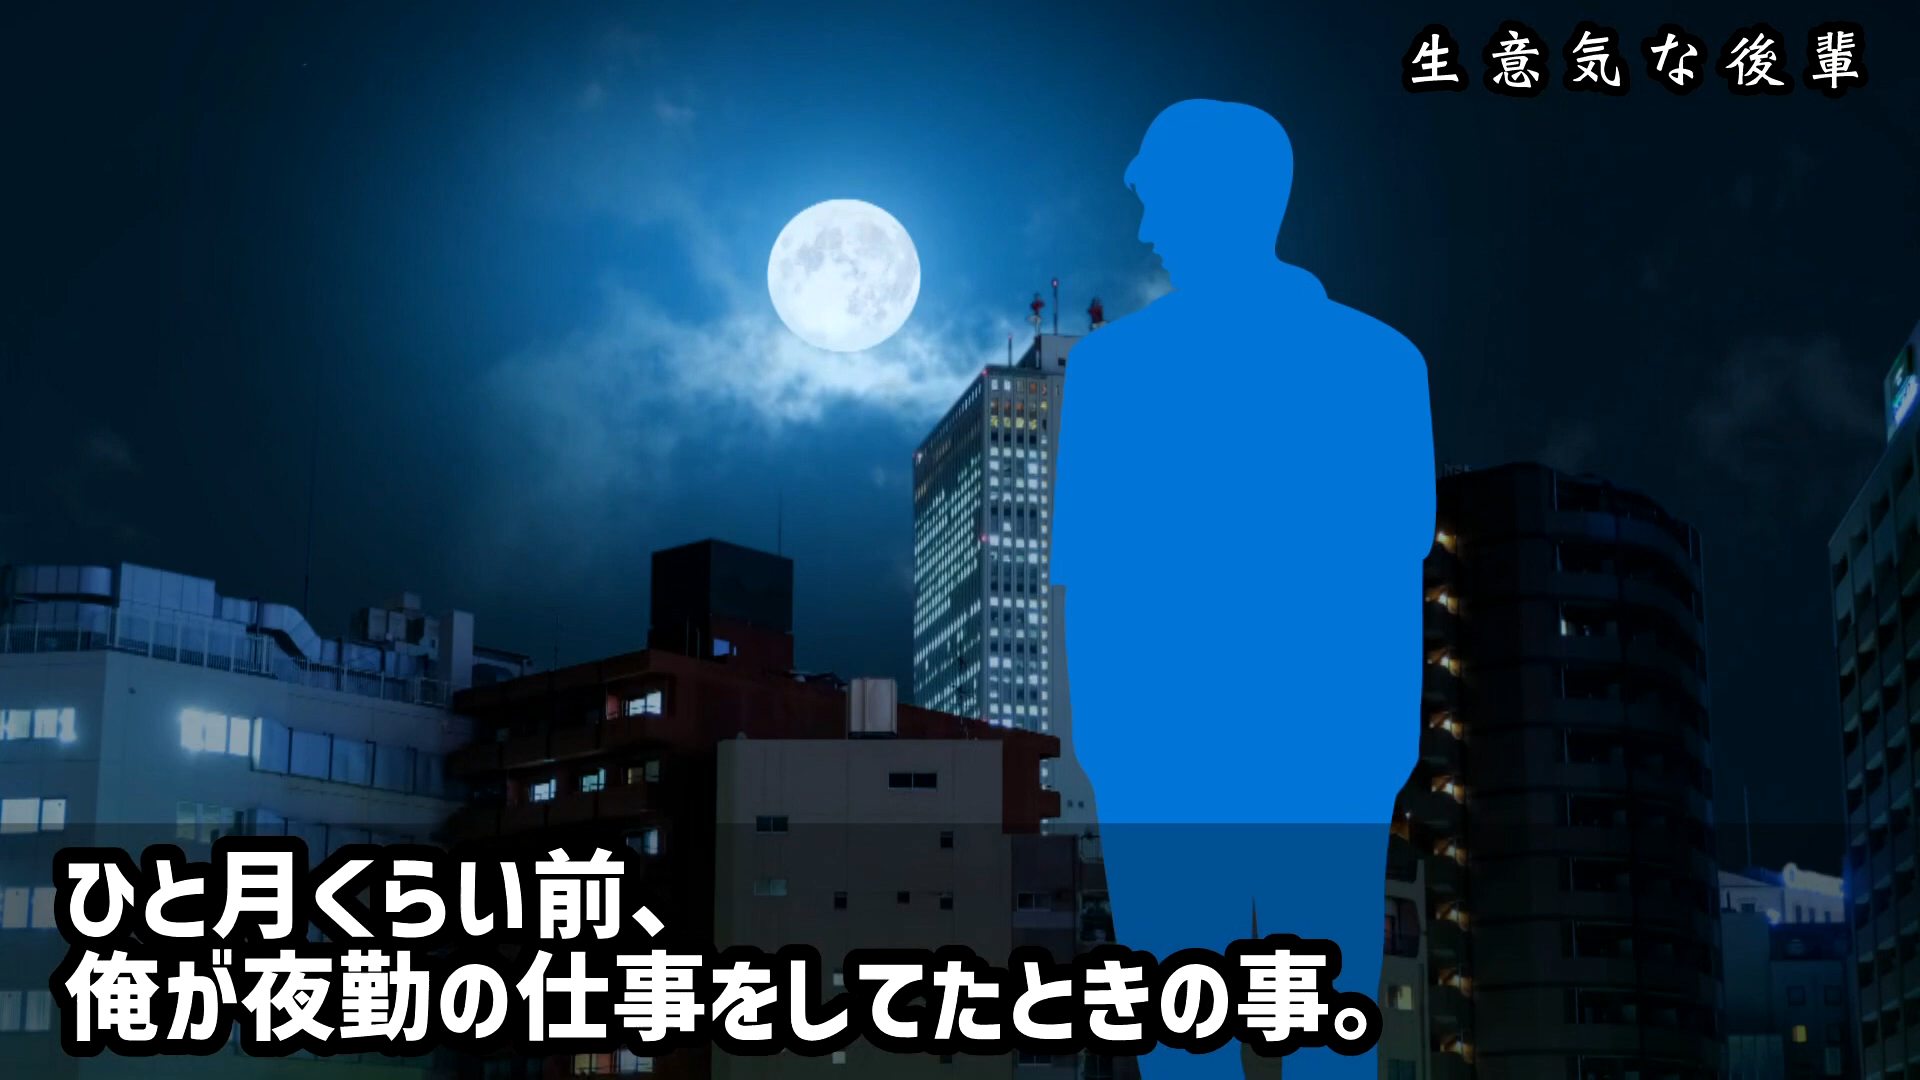 生意気な後輩
ひと月くらい前、
俺が夜勤の仕事をしてたときの事。